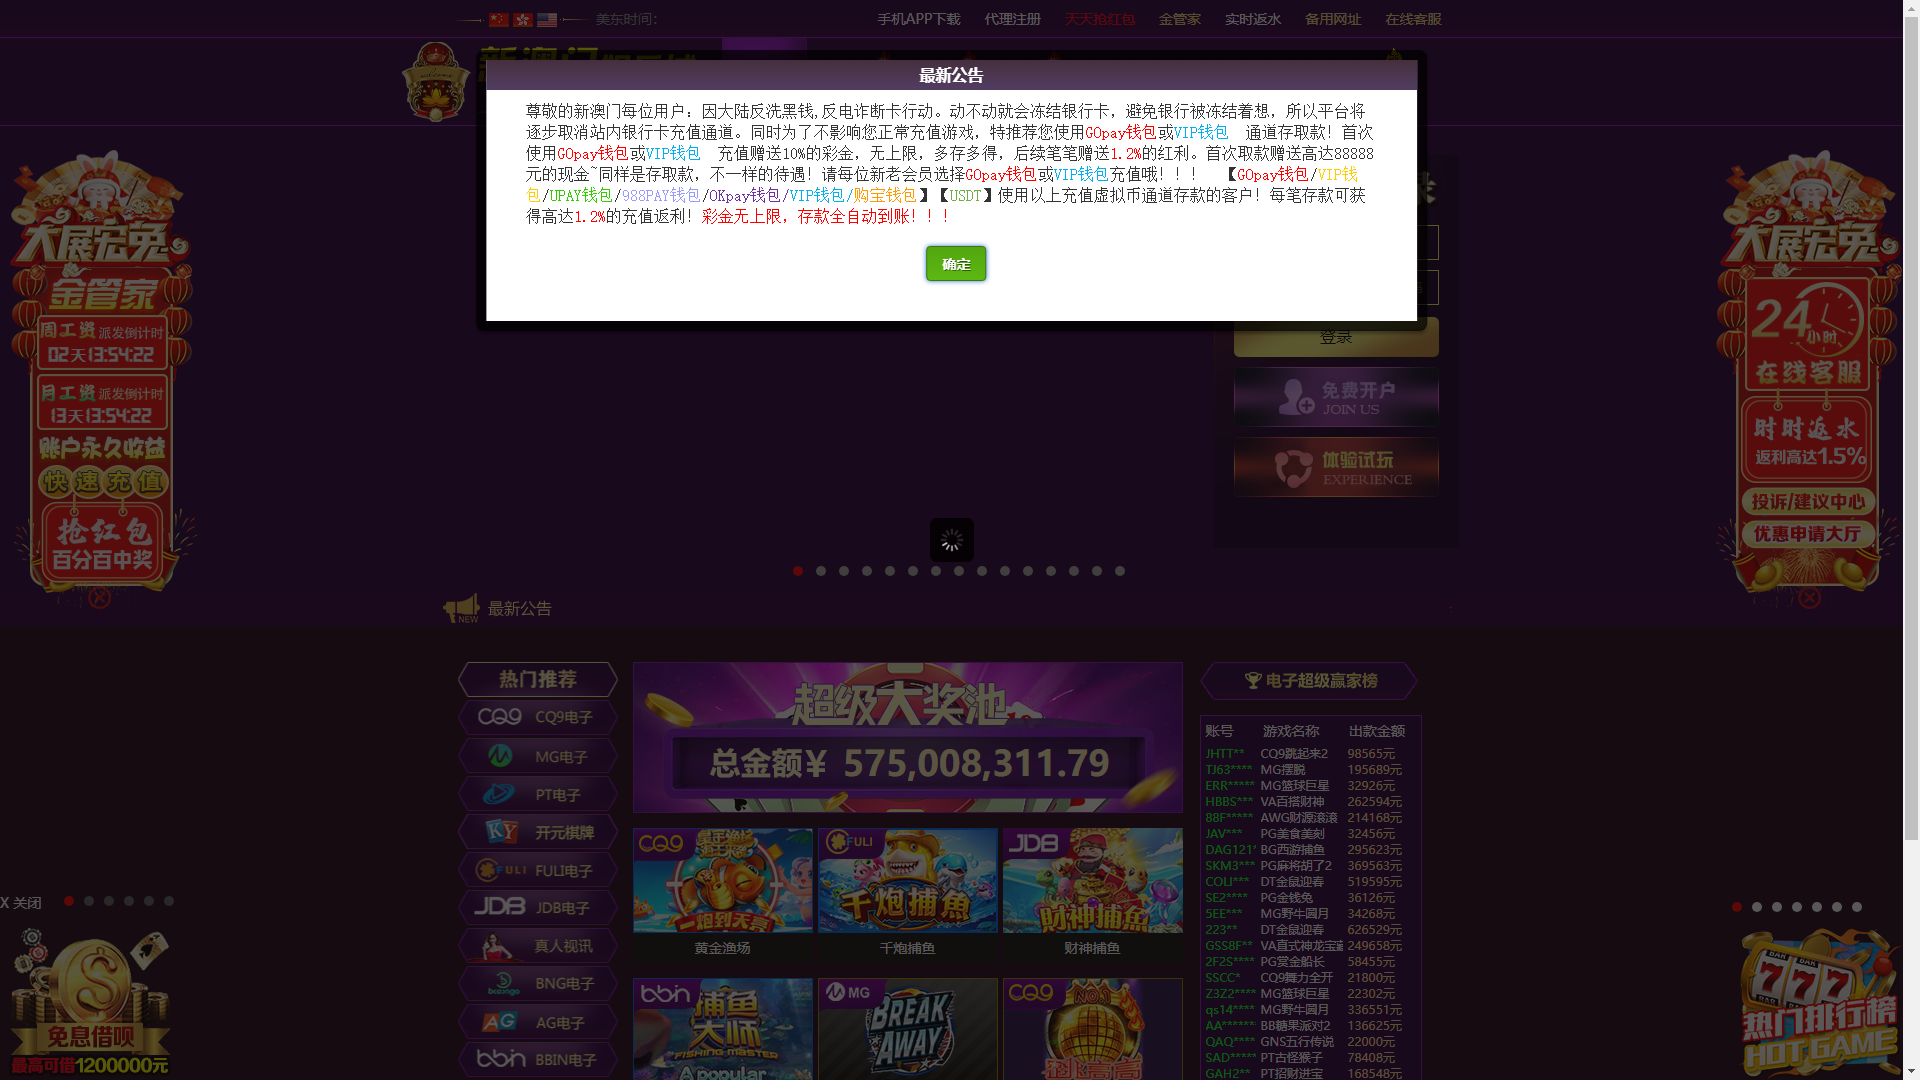 美东时间:
手机APP下载
代理注册
天天抢红包
金管家
实时返水
备用网址
在线客服
最新公告
尊敬的新澳门每位用户：因大陆反洗黑钱,反电诈断卡行动。动不动就会冻结银行卡，避免银行被冻结着想，所以平台将
逐步取消站内银行卡充值通道。同时为了不影响您正常充值游戏，特推荐您使用GOpay钱包或VIP钱包 通道存取款！首次
使用GOpay钱包或VIP钱包 充值赠送10%的彩金，无上限，多存多得，后续笔笔赠送1.2%的红利。首次取款赠送高达88888
元的现金~同样是存取款，不一样的待遇！请每位新老会员选择GOpay钱包或VIP钱包充值哦！！！ 【GOpay钱包/VIP钱
包/UPAY钱包/988PAY钱包/OKpay钱包/VIP钱包/购宝钱包】【USDT】使用以上充值虚拟币通道存款的客户！每笔存款可获
得高达1.2%的充值返利！彩金无上限，存款全自动到账！！！
确定
登录
免费开户
JOIN US
体验试玩
EXPERIENCE
大展宏兔
金管家
周工资 派发倒计时
02天13:54:22
月工资 派发倒计时
13天13:54:22
账户永久收益
快速充值
抢红包
百分百中奖
大展宏兔
24小时
在线客服
时时返水
返利高达1.5%
投诉/建议中心
优惠申请大厅
NEW
最新公告
热门推荐
CQ9 CQ9电子
MG电子
PT电子
KY 开元棋牌
FULI FULI电子
JDB JDB电子
真人视讯
BNG电子
AG AG电子
bbin BBIN电子
超级大奖池
总金额¥ 575,008,311.79
CQ9
一炮到天亮
黄金渔场
FULI
千炮捕魚
千炮捕鱼
JDB
財神捕魚
财神捕鱼
bbin
捕鱼大师
FISHING MASTER
A popular
MG
BREAK AWAY
CQ9
NO.1
跳高高
电子超级赢家榜
账号 游戏名称 出款金额
JHTT** CQ9跳起来2 98565元
TJ63**** MG摆脱 195689元
ERR***** MG篮球巨星 32926元
HBBS*** VA百搭财神 262594元
88F***** AWG财源滚滚 214168元
JAV*** PG美食美刻 32456元
DAG121* BG西游捕鱼 295623元
SKM3*** PG麻将胡了2 369563元
COLI*** DT金鼠迎春 519595元
SE2**** PG金钱兔 36126元
5EE*** MG野牛圆月 34268元
223** DT金鼠迎春 626529元
GSS8F** VA直式神龙宝 249658元
2F2S**** PG赏金船长 58455元
SSCC* CQ9舞力全开 21800元
Z3Z2**** MG篮球巨星 22302元
qs14**** MG野牛圆月 336551元
AA****** BB糖果派对2 136625元
QAQ**** GNS五行传说 22000元
SAD***** PT古怪猴子 78408元
GAH2** PT招财进宝 168548元
X 关闭
免息借呗
最高可借1200000元
BAR BAR
777
热门排行榜
HOT GAME